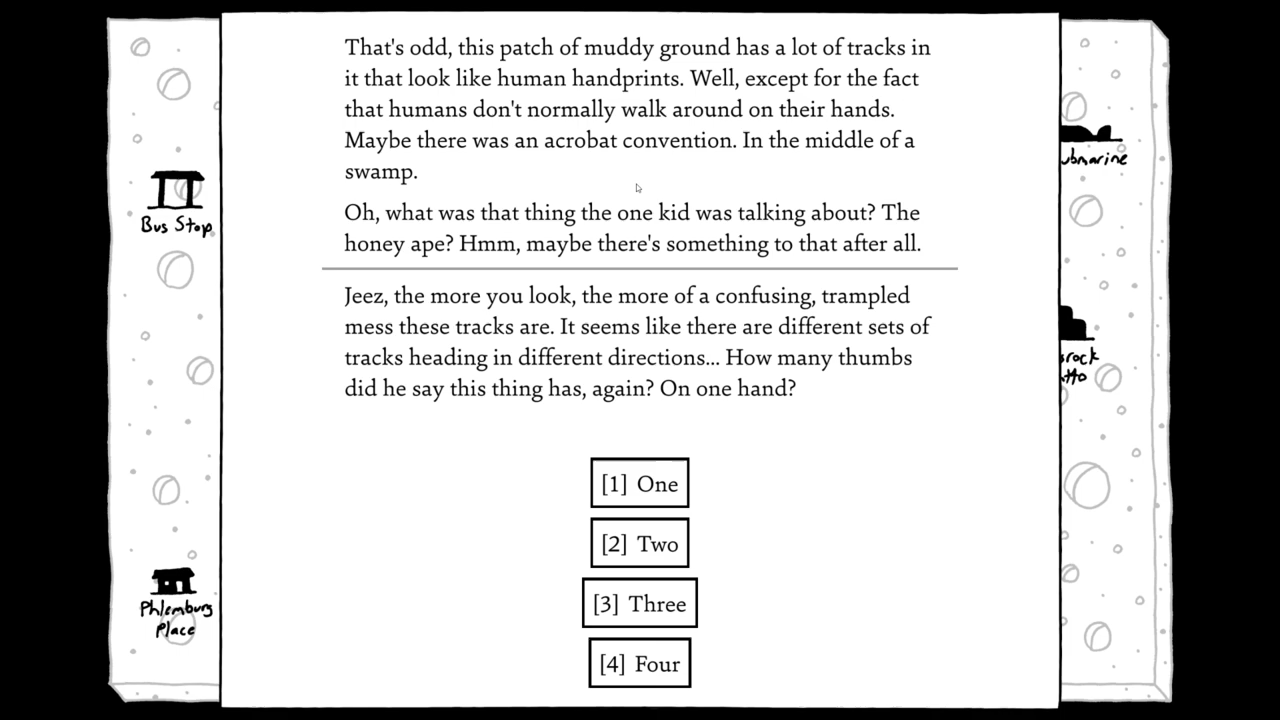 That's odd, this patch of muddy ground has a lot of tracks in
it that look like human handprints. Well, except for the fact
that humans don't normally walk around on their hands.
Maybe there was an acrobat convention. In the middle of a
swamp.
Oh, what was that thing the one kid was talking about? The
honey ape? Hmm, maybe there's something to that after all.
Jeez, the more you look, the more of a confusing, trampled
mess these tracks are. It seems like there are different sets of
tracks heading in different directions... How many thumbs
did he say this thing has, again? On one hand?
[1] One
[2] Two
[3] Three
[4] Four
Bus Stop
Phlemburg
Place
ubmarine
srock
tto